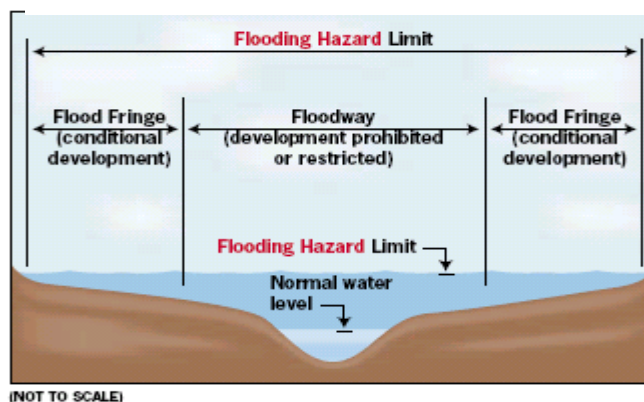 Flooding Hazard Limit
Flood Fringe
(conditional
development)
Floodway
(development prohibited
or restricted)
Flood Fringe
(conditional
development)
Flooding Hazard Limit
Normal water
level
(NOT TO SCALE)